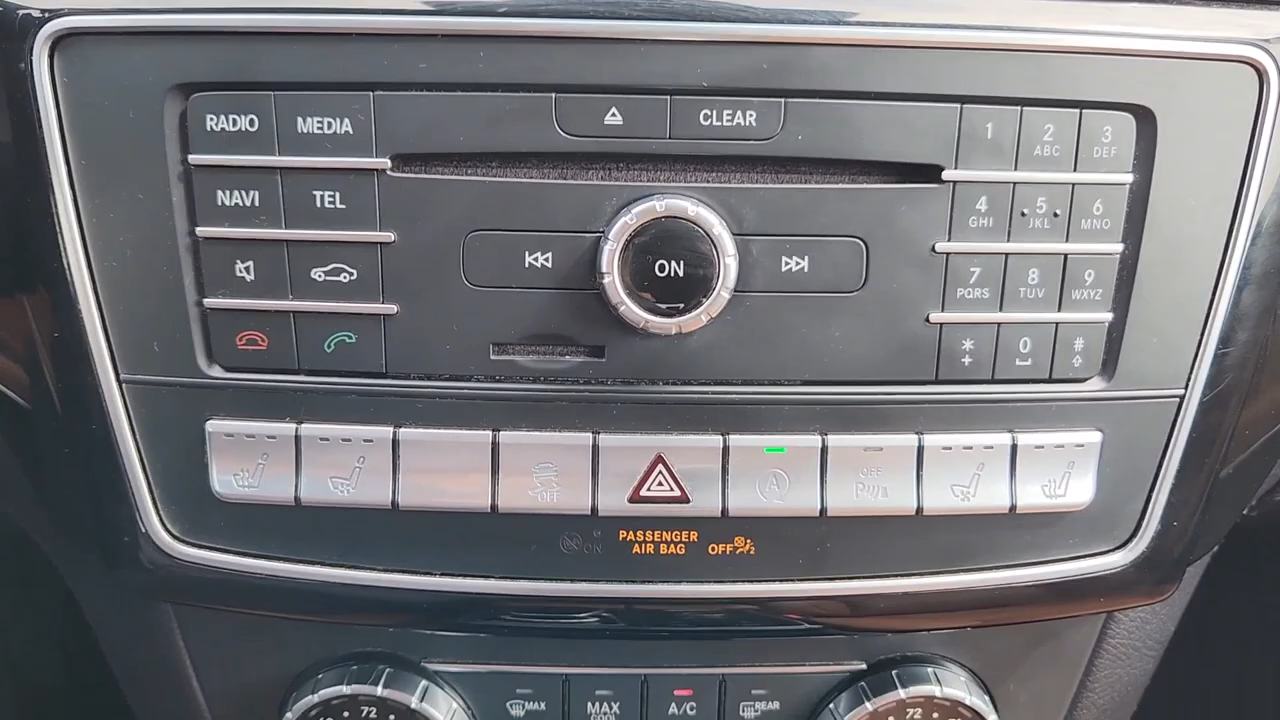 RADIO MEDIA
CLEAR
1 2 3
ABC DEF
NAVI TEL
4 5 6
GHI JKL MNO
ON
7 8 9
PQRS TUV WXYZ
* 0 #
+
OFF
A
OFF
P
ON
PASSENGER
AIR BAG
OFF 2
72
MAX
MAX
COOL
A/C
REAR
72